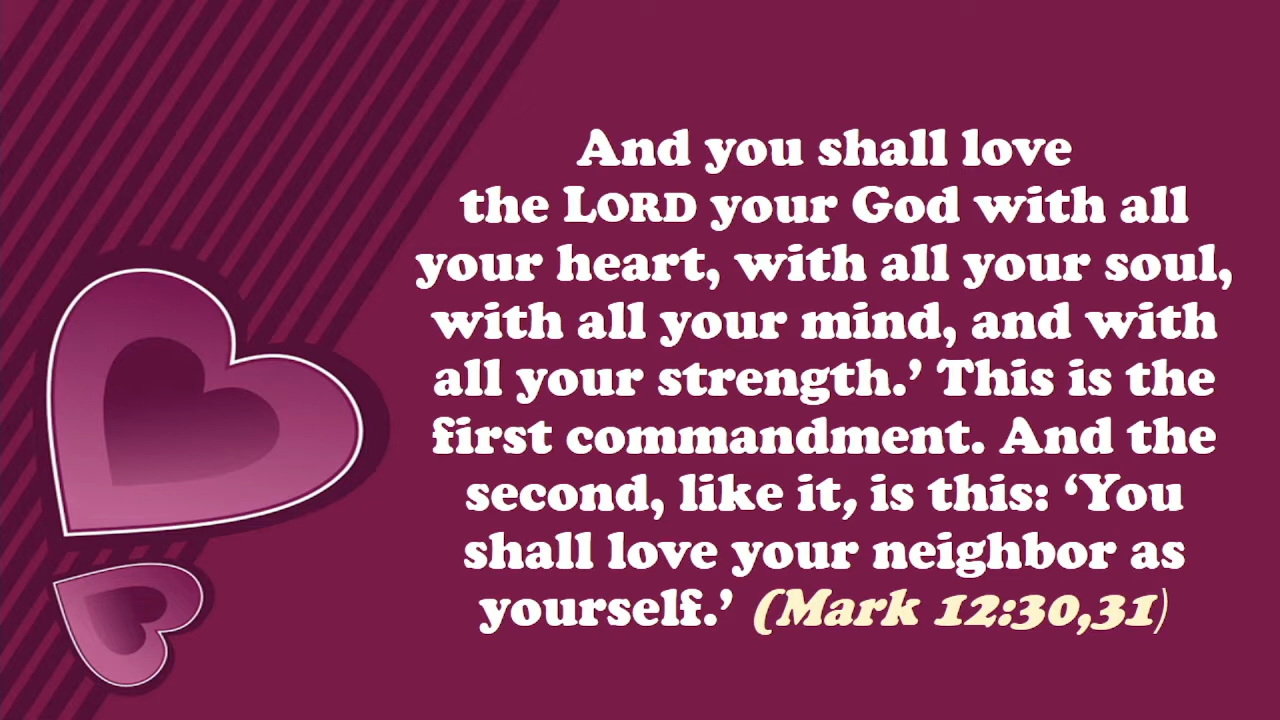 And you shall love
the LORD your God with all
your heart, with all your soul,
with all your mind, and with
all your strength.’ This is the
first commandment. And the
second, like it, is this: ‘You
shall love your neighbor as
yourself.’ (Mark 12:30,31)